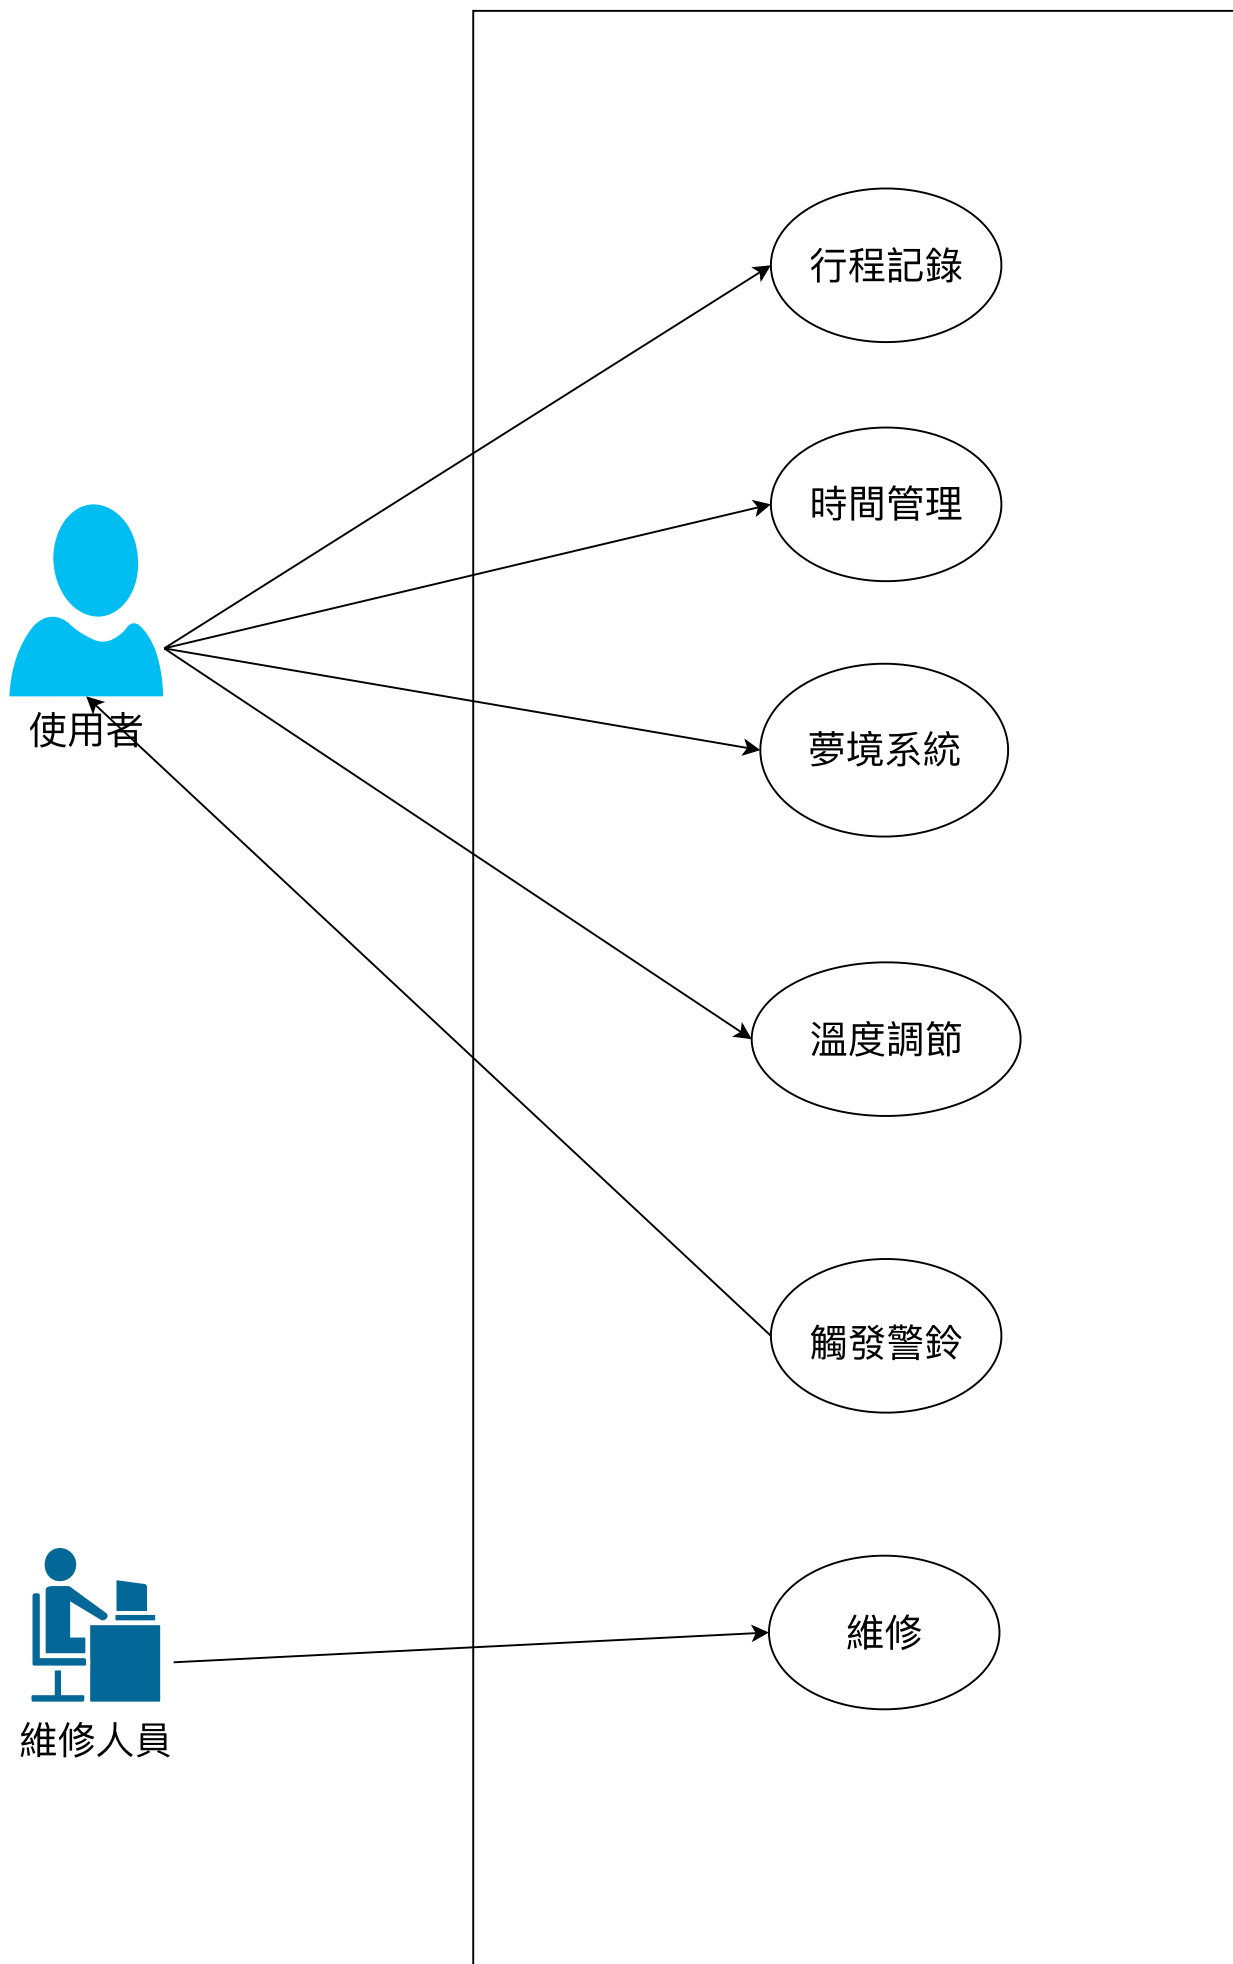 行程記錄
時間管理
使用者
夢境系統
溫度調節
觸發警鈴
維修
維修人員